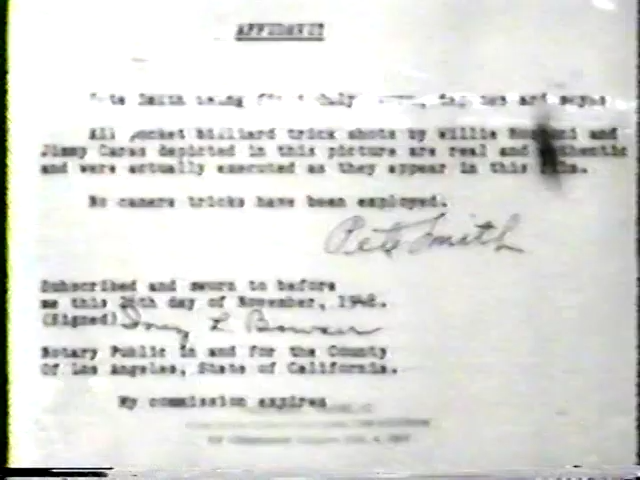 AFFIDAVIT
Pete Smith being first duly sworn, deposes and says:
All pocket billiard trick shots by Willie Mosconi and
Jimmy Caras depicted in this picture are real and authentic
and were actually executed as they appear in this film.
No camera tricks have been employed.
Pete Smith
Subscribed and sworn to before
me this 26th day of November, 1948.
(Signed)
Notary Public in and for the County
Of Los Angeles, State of California.
My commission expires